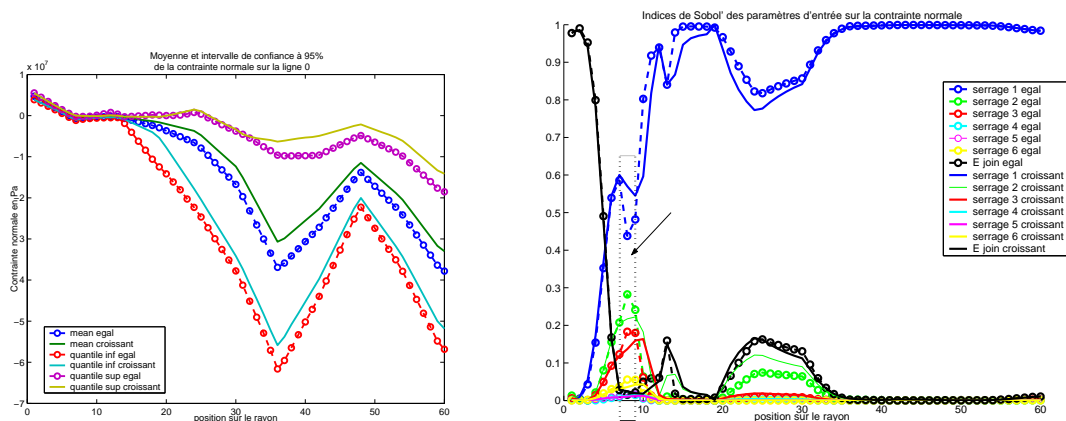 Moyenne et intervalle de confiance à 95%
de la contrainte normale sur la ligne 0
x 10⁷
1
0
−1
−2
−3
−4
−5
−6
−7
Contrainte normale en Pa
0 10 20 30 40 50 60
position sur le rayon
mean egal
mean croissant
quantile inf egal
quantile inf croissant
quantile sup egal
quantile sup croissant
Indices de Sobol' des paramètres d'entrée sur la contrainte normale
1
0.9
0.8
0.7
0.6
0.5
0.4
0.3
0.2
0.1
0
0 10 20 30 40 50 60
position sur le rayon
serrage 1 egal
serrage 2 egal
serrage 3 egal
serrage 4 egal
serrage 5 egal
serrage 6 egal
E join egal
serrage 1 croissant
serrage 2 croissant
serrage 3 croissant
serrage 4 croissant
serrage 5 croissant
serrage 6 croissant
E join croissant